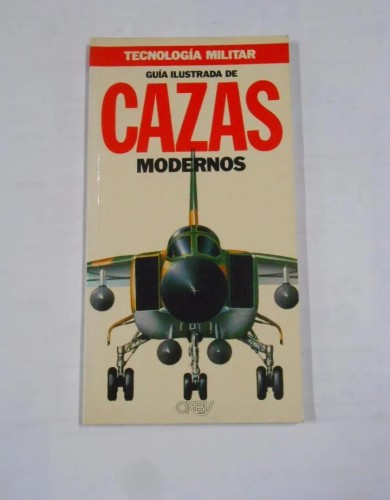 TECNOLOGÍA MILITAR
GUÍA ILUSTRADA DE
CAZAS
MODERNOS
ORBIS